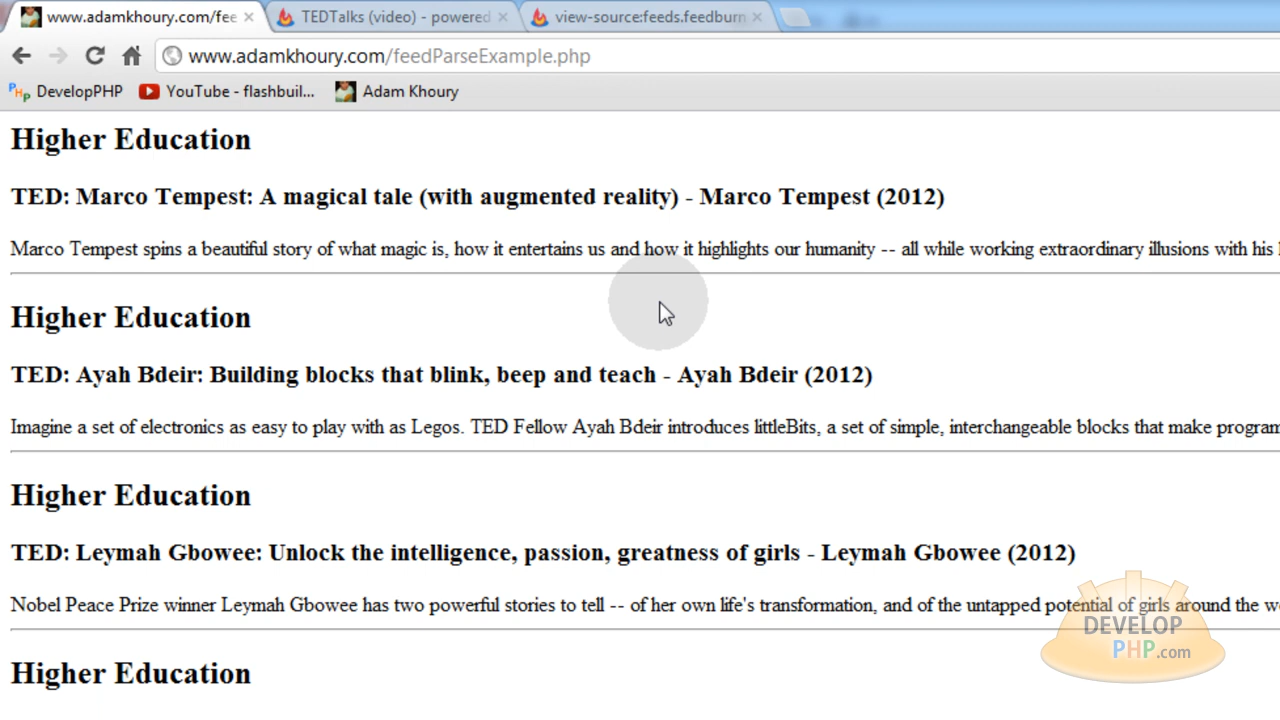 www.adamkhoury.com/fee
TEDTalks (video) - powered
view-source:feeds.feedburn
www.adamkhoury.com/feedParseExample.php
PHP DevelopPHP
YouTube - flashbuil...
Adam Khoury
Higher Education
TED: Marco Tempest: A magical tale (with augmented reality) - Marco Tempest (2012)
Marco Tempest spins a beautiful story of what magic is, how it entertains us and how it highlights our humanity -- all while working extraordinary illusions with his
Higher Education
TED: Ayah Bdeir: Building blocks that blink, beep and teach - Ayah Bdeir (2012)
Imagine a set of electronics as easy to play with as Legos. TED Fellow Ayah Bdeir introduces littleBits, a set of simple, interchangeable blocks that make program
Higher Education
TED: Leymah Gbowee: Unlock the intelligence, passion, greatness of girls - Leymah Gbowee (2012)
Nobel Peace Prize winner Leymah Gbowee has two powerful stories to tell -- of her own life's transformation, and of the untapped potential of girls around the w
DEVELOP
PHP.com
Higher Education